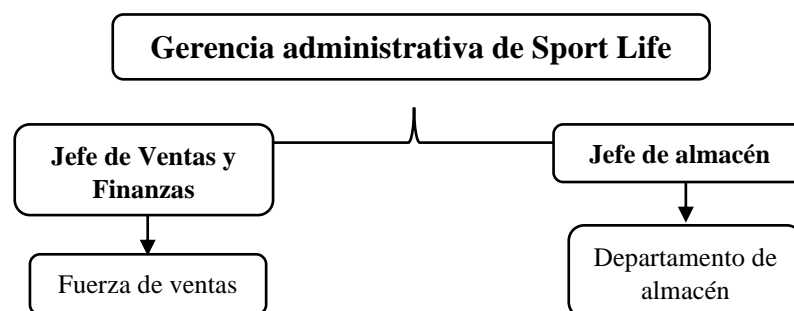 Gerencia administrativa de Sport Life
Jefe de Ventas y
Finanzas
Jefe de almacén
Fuerza de ventas
Departamento de
almacén